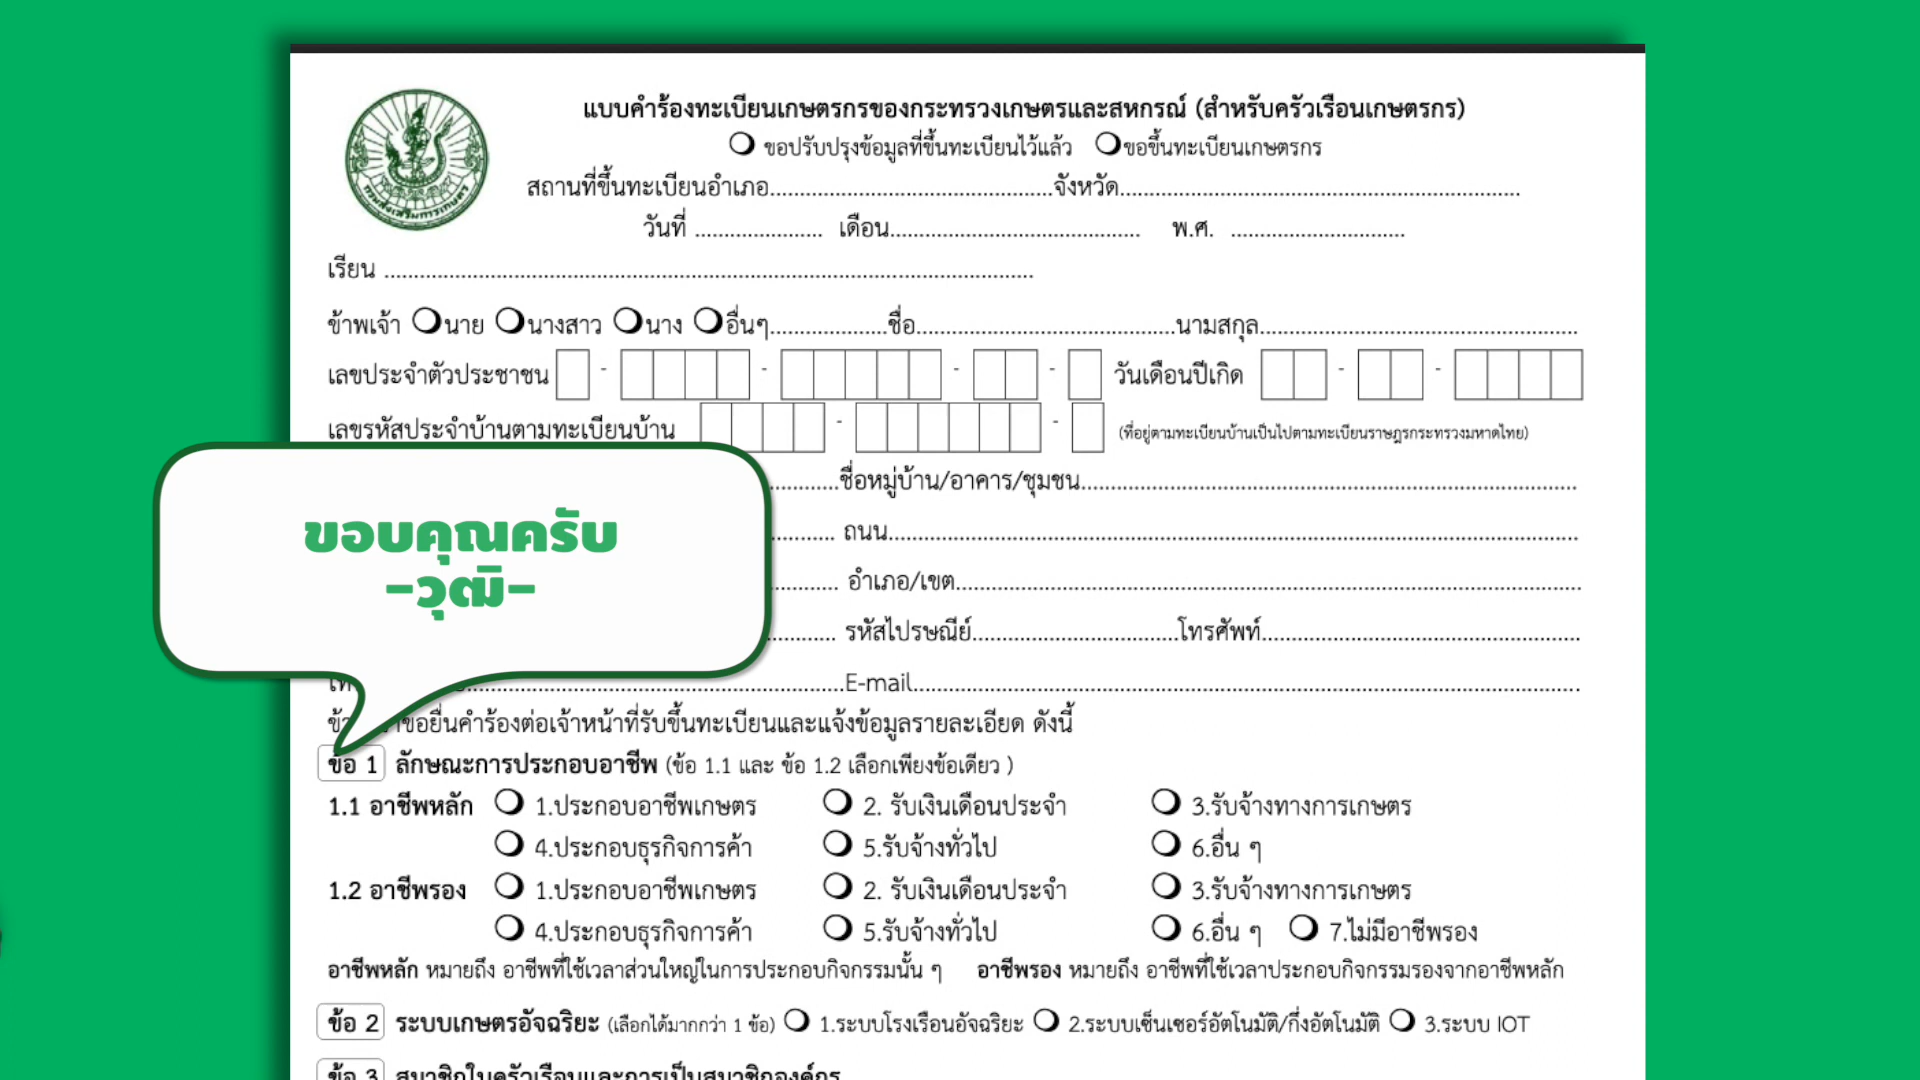 แบบคำร้องทะเบียนเกษตรกรของกระทรวงเกษตรและสหกรณ์ (สำหรับครัวเรือนเกษตรกร)
ขอปรับปรุงข้อมูลที่ขึ้นทะเบียนไว้แล้ว ขอขึ้นทะเบียนเกษตรกร
สถานที่ขึ้นทะเบียนอำเภอ................................................จังหวัด....................................................................
วันที่ ...................... เดือน........................................... พ.ศ. ..............................
กรมส่งเสริมการเกษตร
เรียน ...............................................................................................................
ข้าพเจ้า นาย นางสาว นาง อื่นๆ....................ชื่อ.............................................นามสกุล......................................................
เลขประจำตัวประชาชน - - - - วันเดือนปีเกิด - -
เลขรหัสประจำบ้านตามทะเบียนบ้าน - - (ที่อยู่ตามทะเบียนบ้านเป็นไปตามทะเบียนราษฎรกระทรวงมหาดไทย)
............ชื่อหมู่บ้าน/อาคาร/ชุมชน.....................................................................................
ขอบคุณครับ
-วุฒิ-
........... ถนน......................................................................................................................
............ อำเภอ/เขต...........................................................................................................
............ รหัสไปรษณีย์...................................โทรศัพท์......................................................
................................................................E-mail..................................................................................................................
ขอยื่นคำร้องต่อเจ้าหน้าที่รับขึ้นทะเบียนและแจ้งข้อมูลรายละเอียด ดังนี้
ข้อ 1 ลักษณะการประกอบอาชีพ (ข้อ 1.1 และ ข้อ 1.2 เลือกเพียงข้อเดียว )
1.1 อาชีพหลัก 1.ประกอบอาชีพเกษตร 2. รับเงินเดือนประจำ 3.รับจ้างทางการเกษตร
4.ประกอบธุรกิจการค้า 5.รับจ้างทั่วไป 6.อื่น ๆ
1.2 อาชีพรอง 1.ประกอบอาชีพเกษตร 2. รับเงินเดือนประจำ 3.รับจ้างทางการเกษตร
4.ประกอบธุรกิจการค้า 5.รับจ้างทั่วไป 6.อื่น ๆ 7.ไม่มีอาชีพรอง
อาชีพหลัก หมายถึง อาชีพที่ใช้เวลาส่วนใหญ่ในการประกอบกิจกรรมนั้น ๆ อาชีพรอง หมายถึง อาชีพที่ใช้เวลาประกอบกิจกรรมรองจากอาชีพหลัก
ข้อ 2 ระบบเกษตรอัจฉริยะ (เลือกได้มากกว่า 1 ข้อ) 1.ระบบโรงเรือนอัจฉริยะ 2.ระบบเซ็นเซอร์อัตโนมัติ/กึ่งอัตโนมัติ 3.ระบบ IOT
ข้อ 3 สมาชิกในครัวเรือนและการเป็นสมาชิกองค์กร